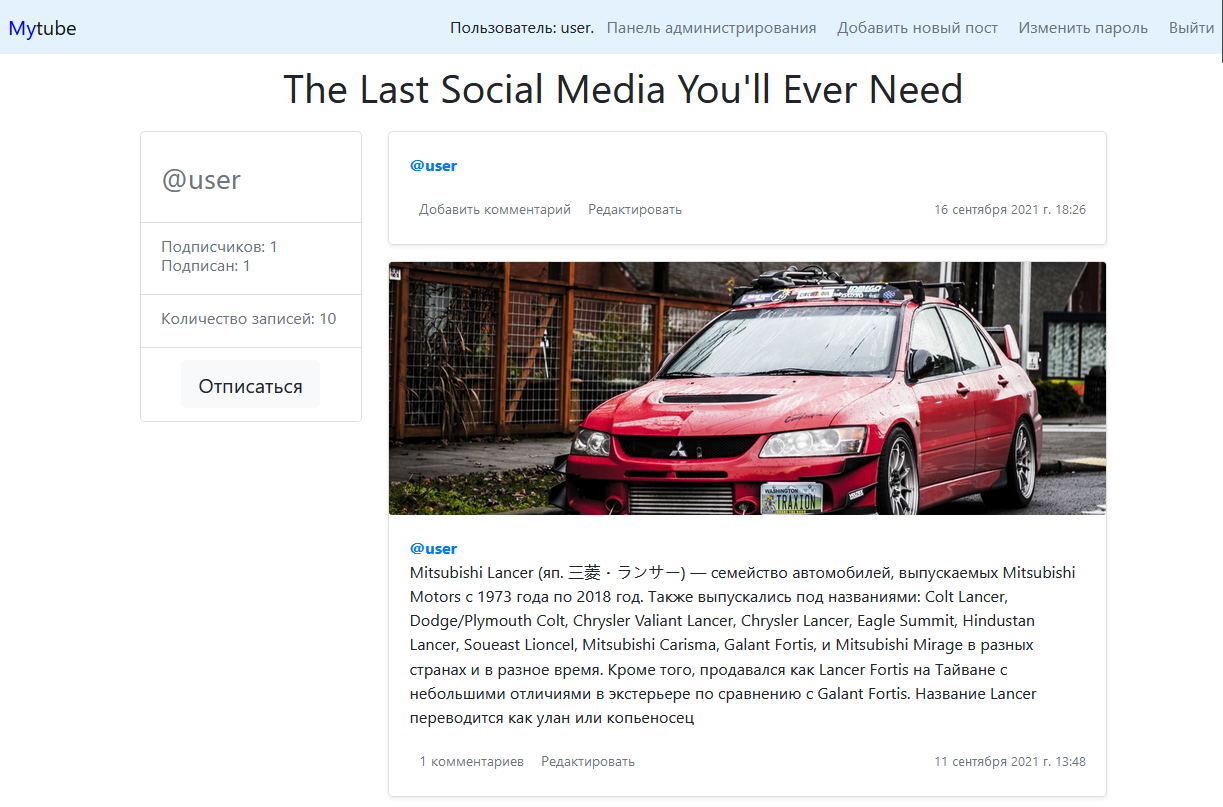 Mytube
Пользователь: user. Панель администрирования Добавить новый пост Изменить пароль Выйти
The Last Social Media You'll Ever Need
@user
Подписчиков: 1
Подписан: 1
Количество записей: 10
Отписаться
@user
Добавить комментарий Редактировать 16 сентября 2021 г. 18:26
WASHINGTON
TRAXION
@user
Mitsubishi Lancer (яп. 三菱・ランサー) — семейство автомобилей, выпускаемых Mitsubishi
Motors с 1973 года по 2018 год. Также выпускались под названиями: Colt Lancer,
Dodge/Plymouth Colt, Chrysler Valiant Lancer, Chrysler Lancer, Eagle Summit, Hindustan
Lancer, Soueast Lioncel, Mitsubishi Carisma, Galant Fortis, и Mitsubishi Mirage в разных
странах и в разное время. Кроме того, продавался как Lancer Fortis на Тайване с
небольшими отличиями в экстерьере по сравнению с Galant Fortis. Название Lancer
переводится как улан или копьеносец
1 комментариев Редактировать 11 сентября 2021 г. 13:48